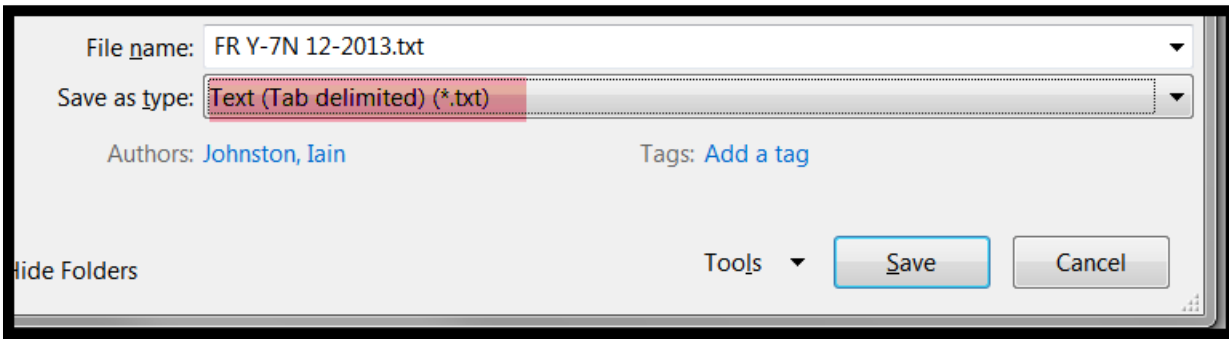 File name: FR Y-7N 12-2013.txt
Save as type: Text (Tab delimited) (*.txt)
Authors: Johnston, Iain Tags: Add a tag
Hide Folders Tools Save Cancel